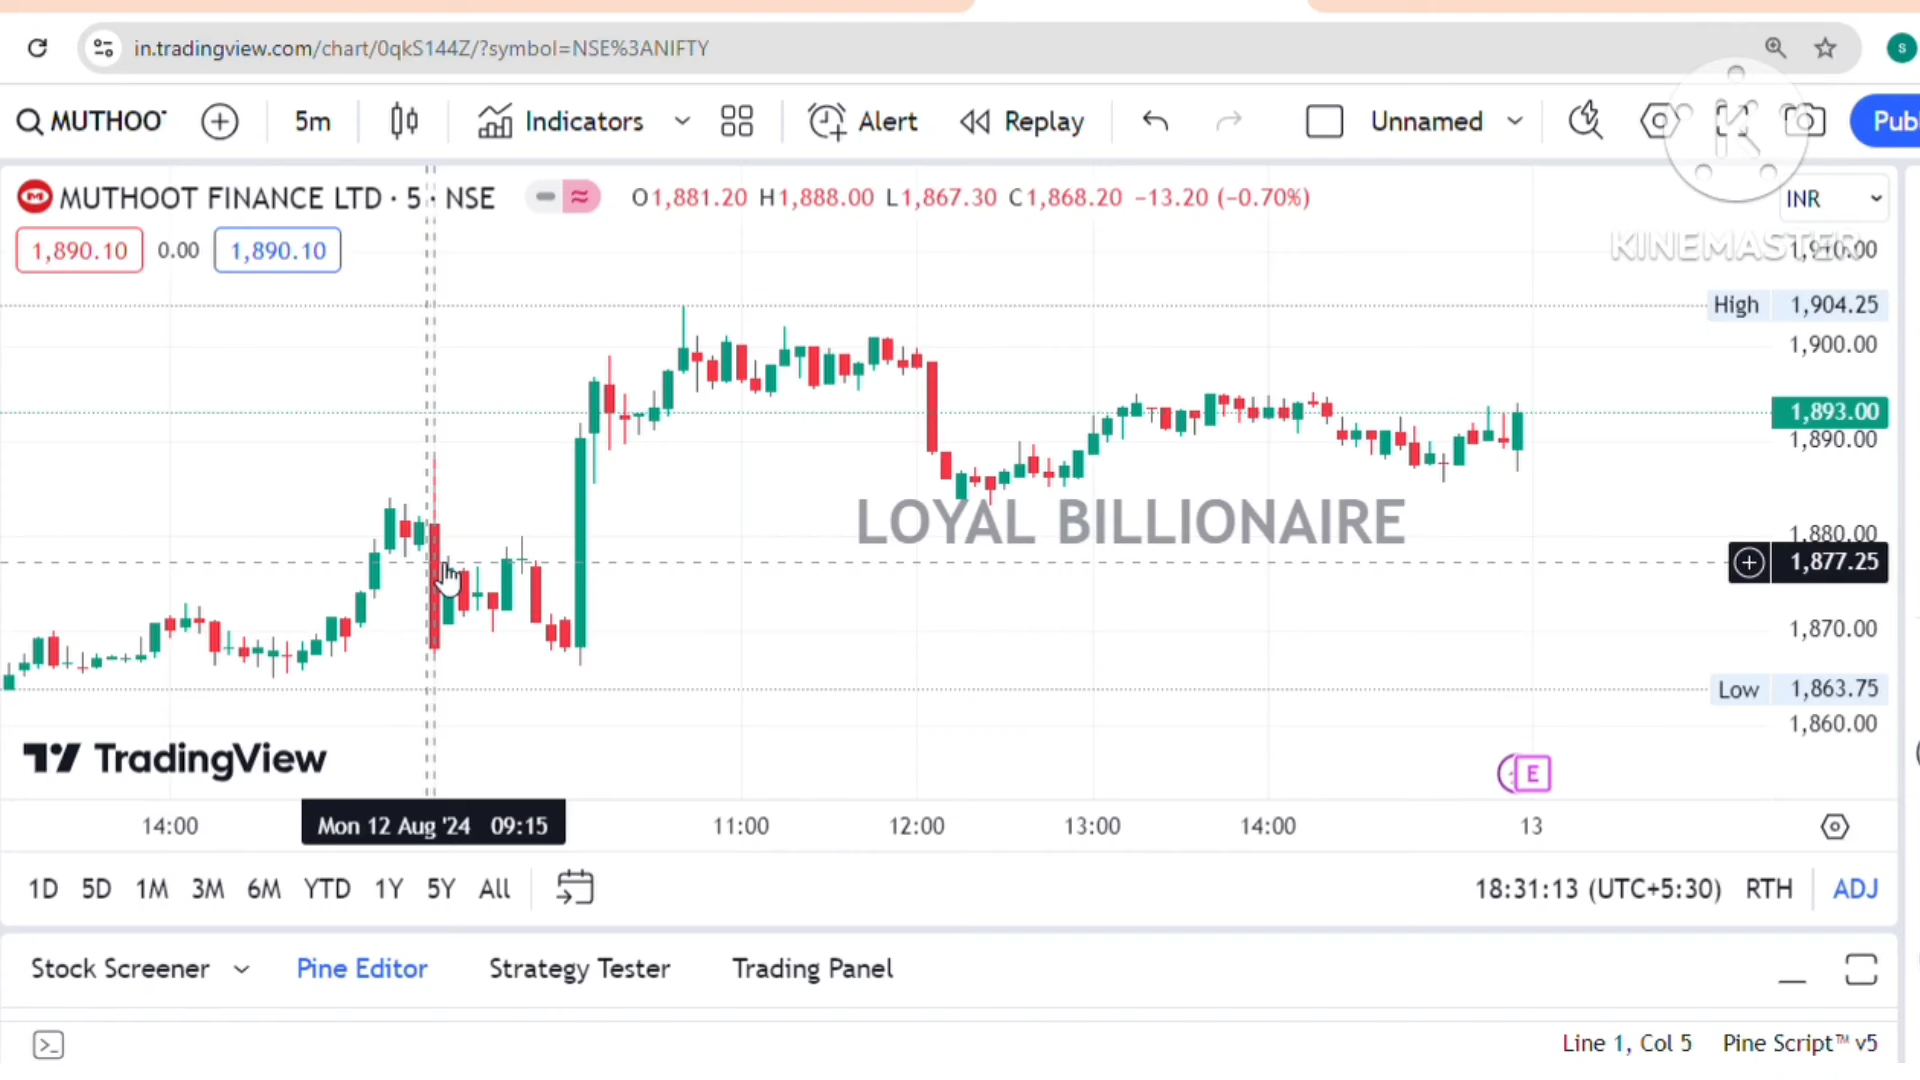 in.tradingview.com/chart/0qkS144Z/?symbol=NSE%3ANIFTY
s
MUTHOOT
5m
Indicators
Alert
Replay
Unnamed
Publ
MUTHOOT FINANCE LTD · 5 · NSE
O1,881.20 H1,888.00 L1,867.30 C1,868.20 −13.20 (−0.70%)
INR
1,890.10
0.00
1,890.10
KINEMASTER
1,910.00
High 1,904.25
1,900.00
1,893.00
1,890.00
LOYAL BILLIONAIRE
1,880.00
1,877.25
1,870.00
Low 1,863.75
1,860.00
TradingView
E
14:00
Mon 12 Aug '24 09:15
11:00
12:00
13:00
14:00
13
1D 5D 1M 3M 6M YTD 1Y 5Y All
18:31:13 (UTC+5:30) RTH ADJ
Stock Screener
Pine Editor
Strategy Tester
Trading Panel
Line 1, Col 5
Pine Script™ v5